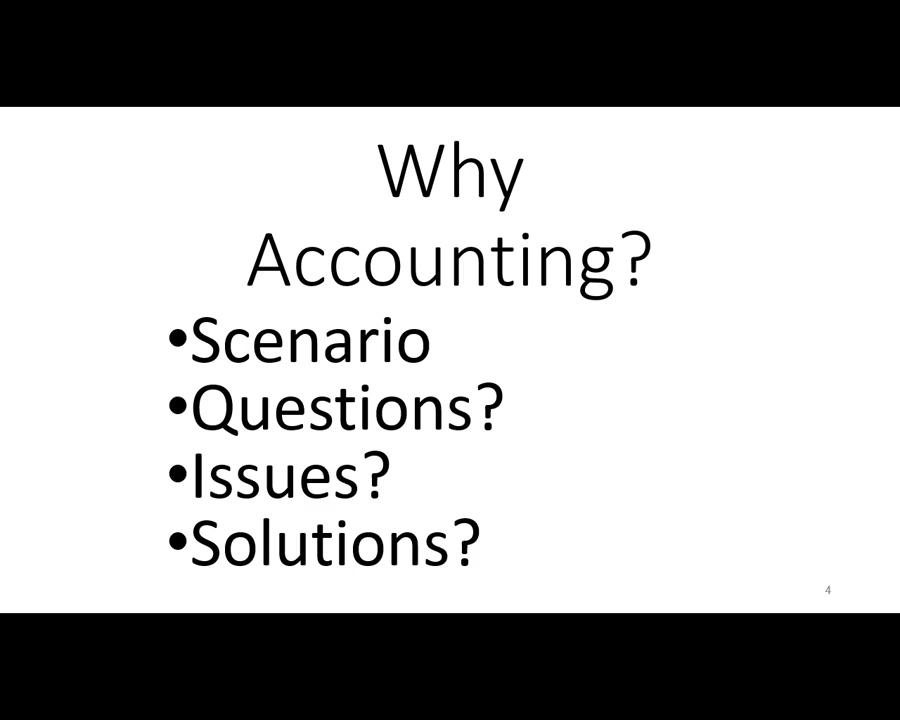 Why
Accounting?
•Scenario
•Questions?
•Issues?
•Solutions?
4